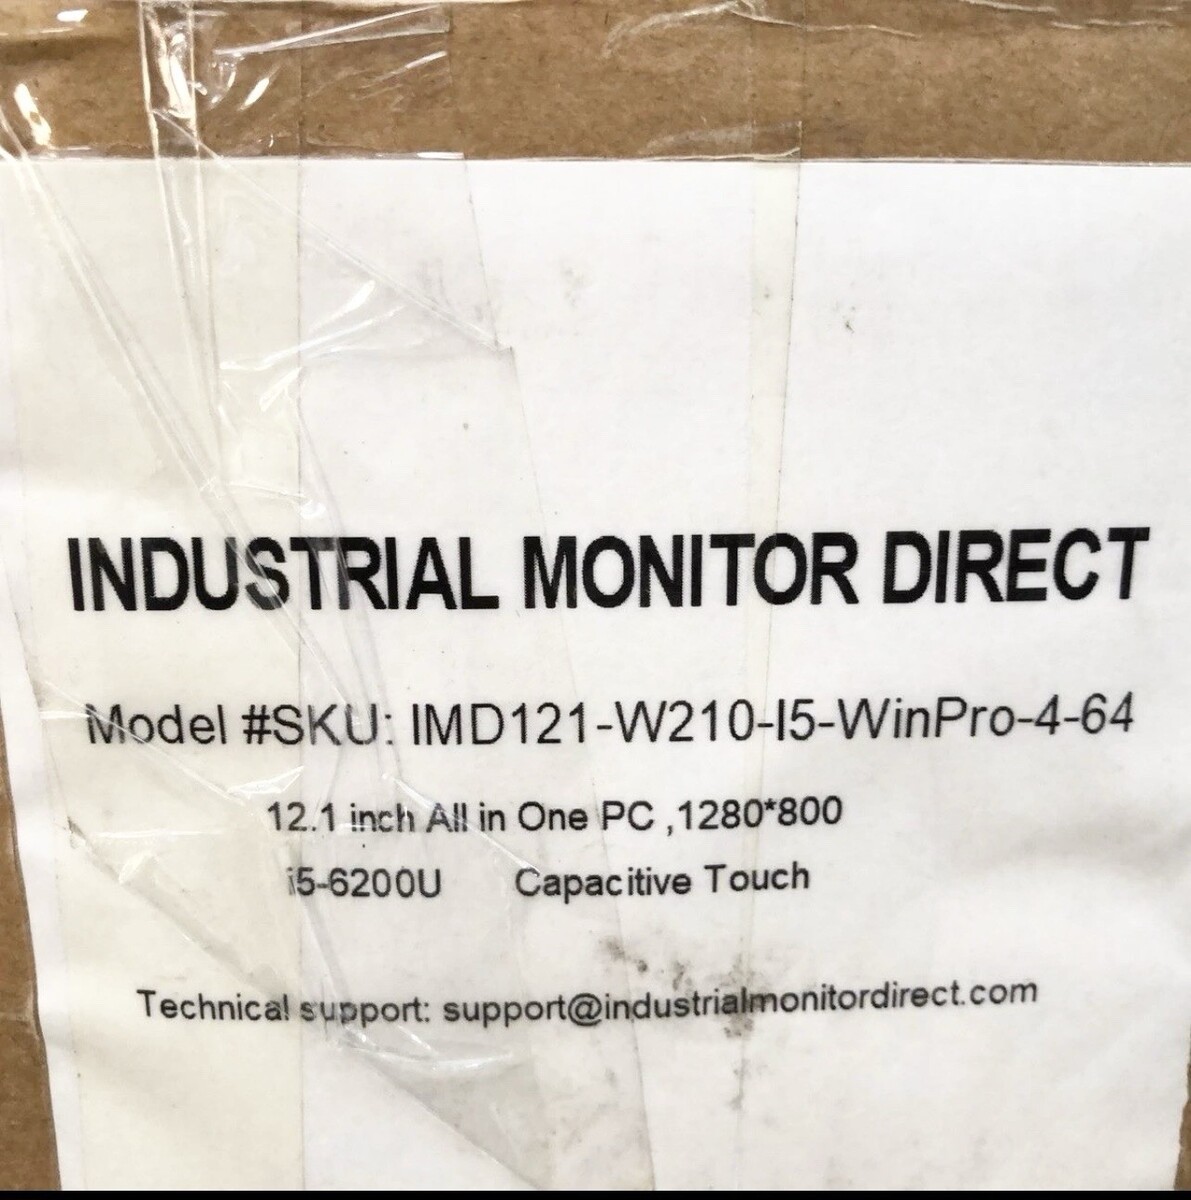 INDUSTRIAL MONITOR DIRECT
Model #SKU: IMD121-W210-I5-WinPro-4-64
12.1 inch All in One PC ,1280*800
i5-6200U Capacitive Touch
Technical support: support@industrialmonitordirect.com